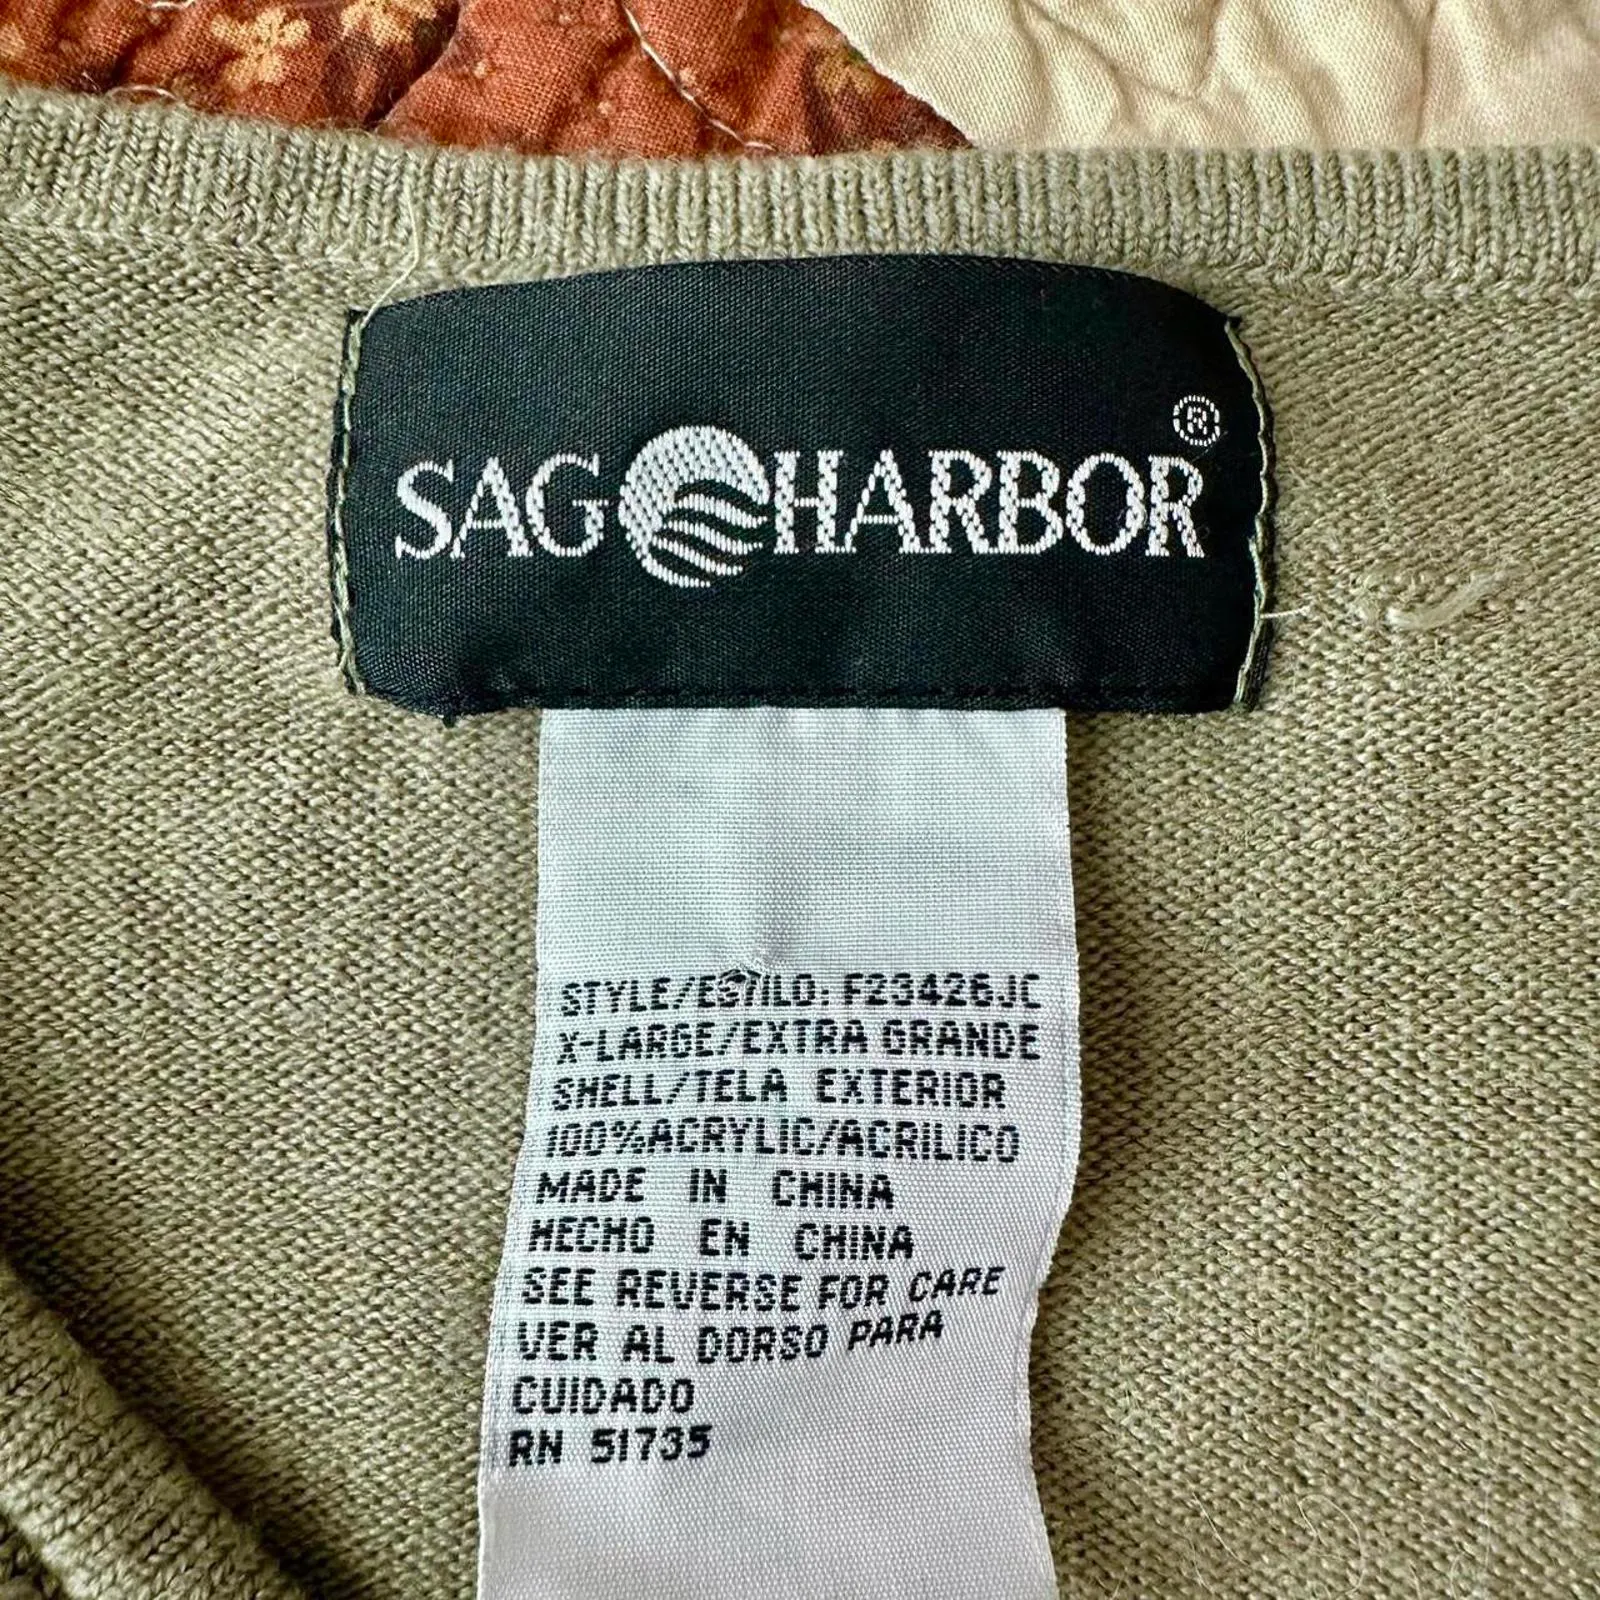 SAG HARBOR®
STYLE/ESTILO: F23426JC
X-LARGE/EXTRA GRANDE
SHELL/TELA EXTERIOR
100%ACRYLIC/ACRILICO
MADE IN CHINA
HECHO EN CHINA
SEE REVERSE FOR CARE
VER AL DORSO PARA
CUIDADO
RN 51735